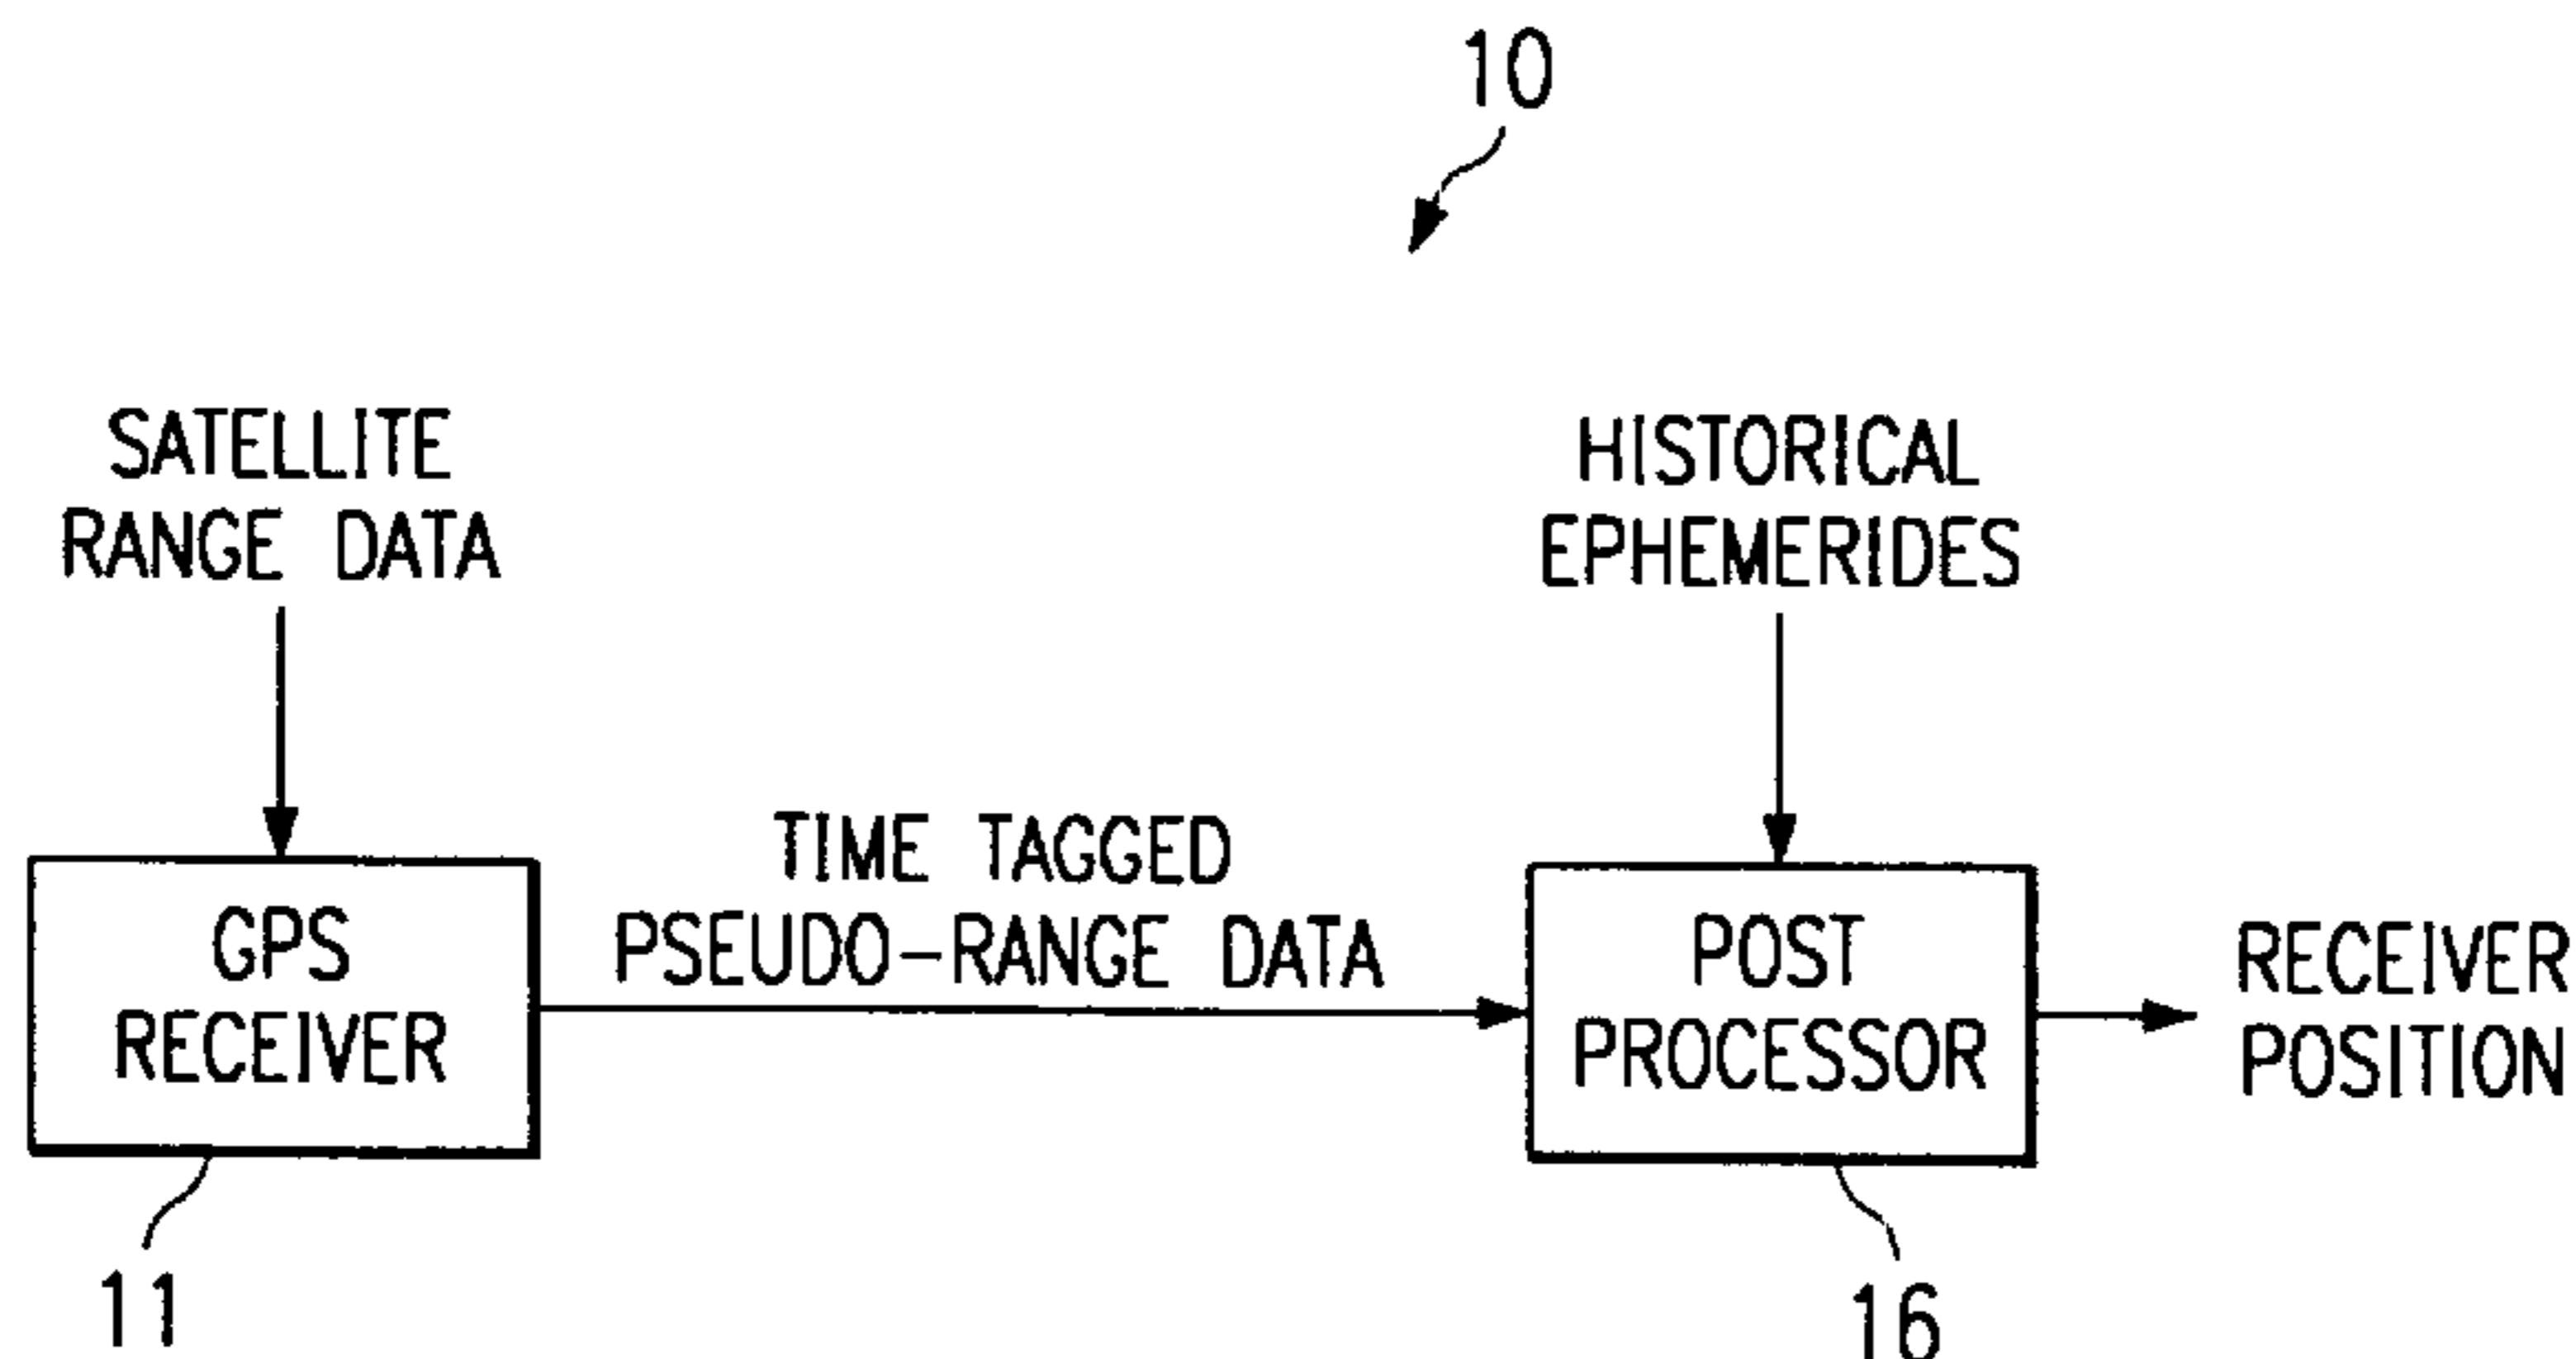 10
SATELLITE
RANGE DATA
HISTORICAL
EPHEMERIDES
GPS
RECEIVER
TIME TAGGED
PSEUDO-RANGE DATA
POST
PROCESSOR
RECEIVER
POSITION
11
16